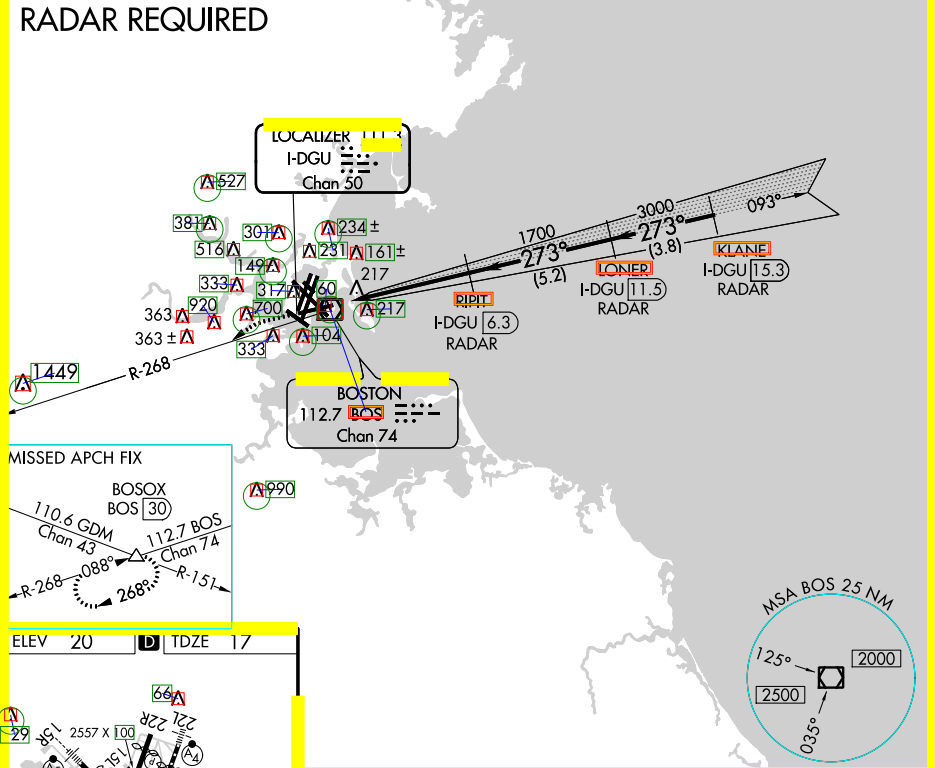 RADAR REQUIRED
LOCALIZER 111.3
I-DGU
Chan 50
527
381
301
234 ±
516
231
161 ±
149
217
333
317
60
363
920
700
217
363 ±
333
104
1449
R-268
990
1700
3000
093°
273°
273°
(5.2)
(3.8)
RIPIT
I-DGU 6.3
RADAR
LONER
I-DGU 11.5
RADAR
KLANE
I-DGU 15.3
RADAR
BOSTON
112.7 BOS
Chan 74
MISSED APCH FIX
BOSOX
BOS 30
110.6 GDM
Chan 43
112.7 BOS
Chan 74
R-268
088°
268°
R-151
ELEV 20
D
TDZE 17
66
29
2557 X 100
15R
15L
22R
22L
A4
MSA BOS 25 NM
125°
2000
2500
035°